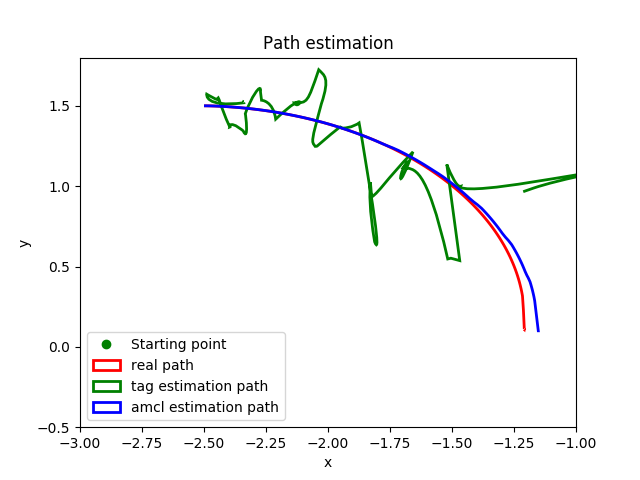 Path estimation
y
1.5
1.0
0.5
0.0
−0.5
Starting point
real path
tag estimation path
amcl estimation path
−3.00 −2.75 −2.50 −2.25 −2.00 −1.75 −1.50 −1.25 −1.00
x